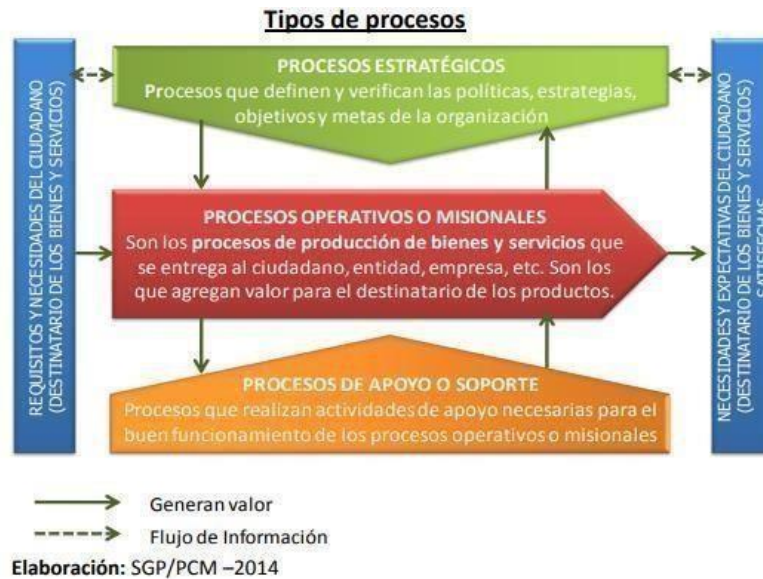 Tipos de procesos
REQUISITOS Y NECESIDADES DEL CIUDADANO
(DESTINATARIO DE LOS BIENES Y SERVICIOS)
PROCESOS ESTRATÉGICOS
Procesos que definen y verifican las políticas, estrategias,
objetivos y metas de la organización
PROCESOS OPERATIVOS O MISIONALES
Son los procesos de producción de bienes y servicios que
se entrega al ciudadano, entidad, empresa, etc. Son los
que agregan valor para el destinatario de los productos.
PROCESOS DE APOYO O SOPORTE
Procesos que realizan actividades de apoyo necesarias para el
buen funcionamiento de los procesos operativos o misionales
NECESIDADES Y EXPECTATIVAS DEL CIUDADANO
(DESTINATARIO DE LOS BIENES Y SERVICIOS)
SATISFECHAS
Generan valor
Flujo de Información
Elaboración: SGP/PCM –2014